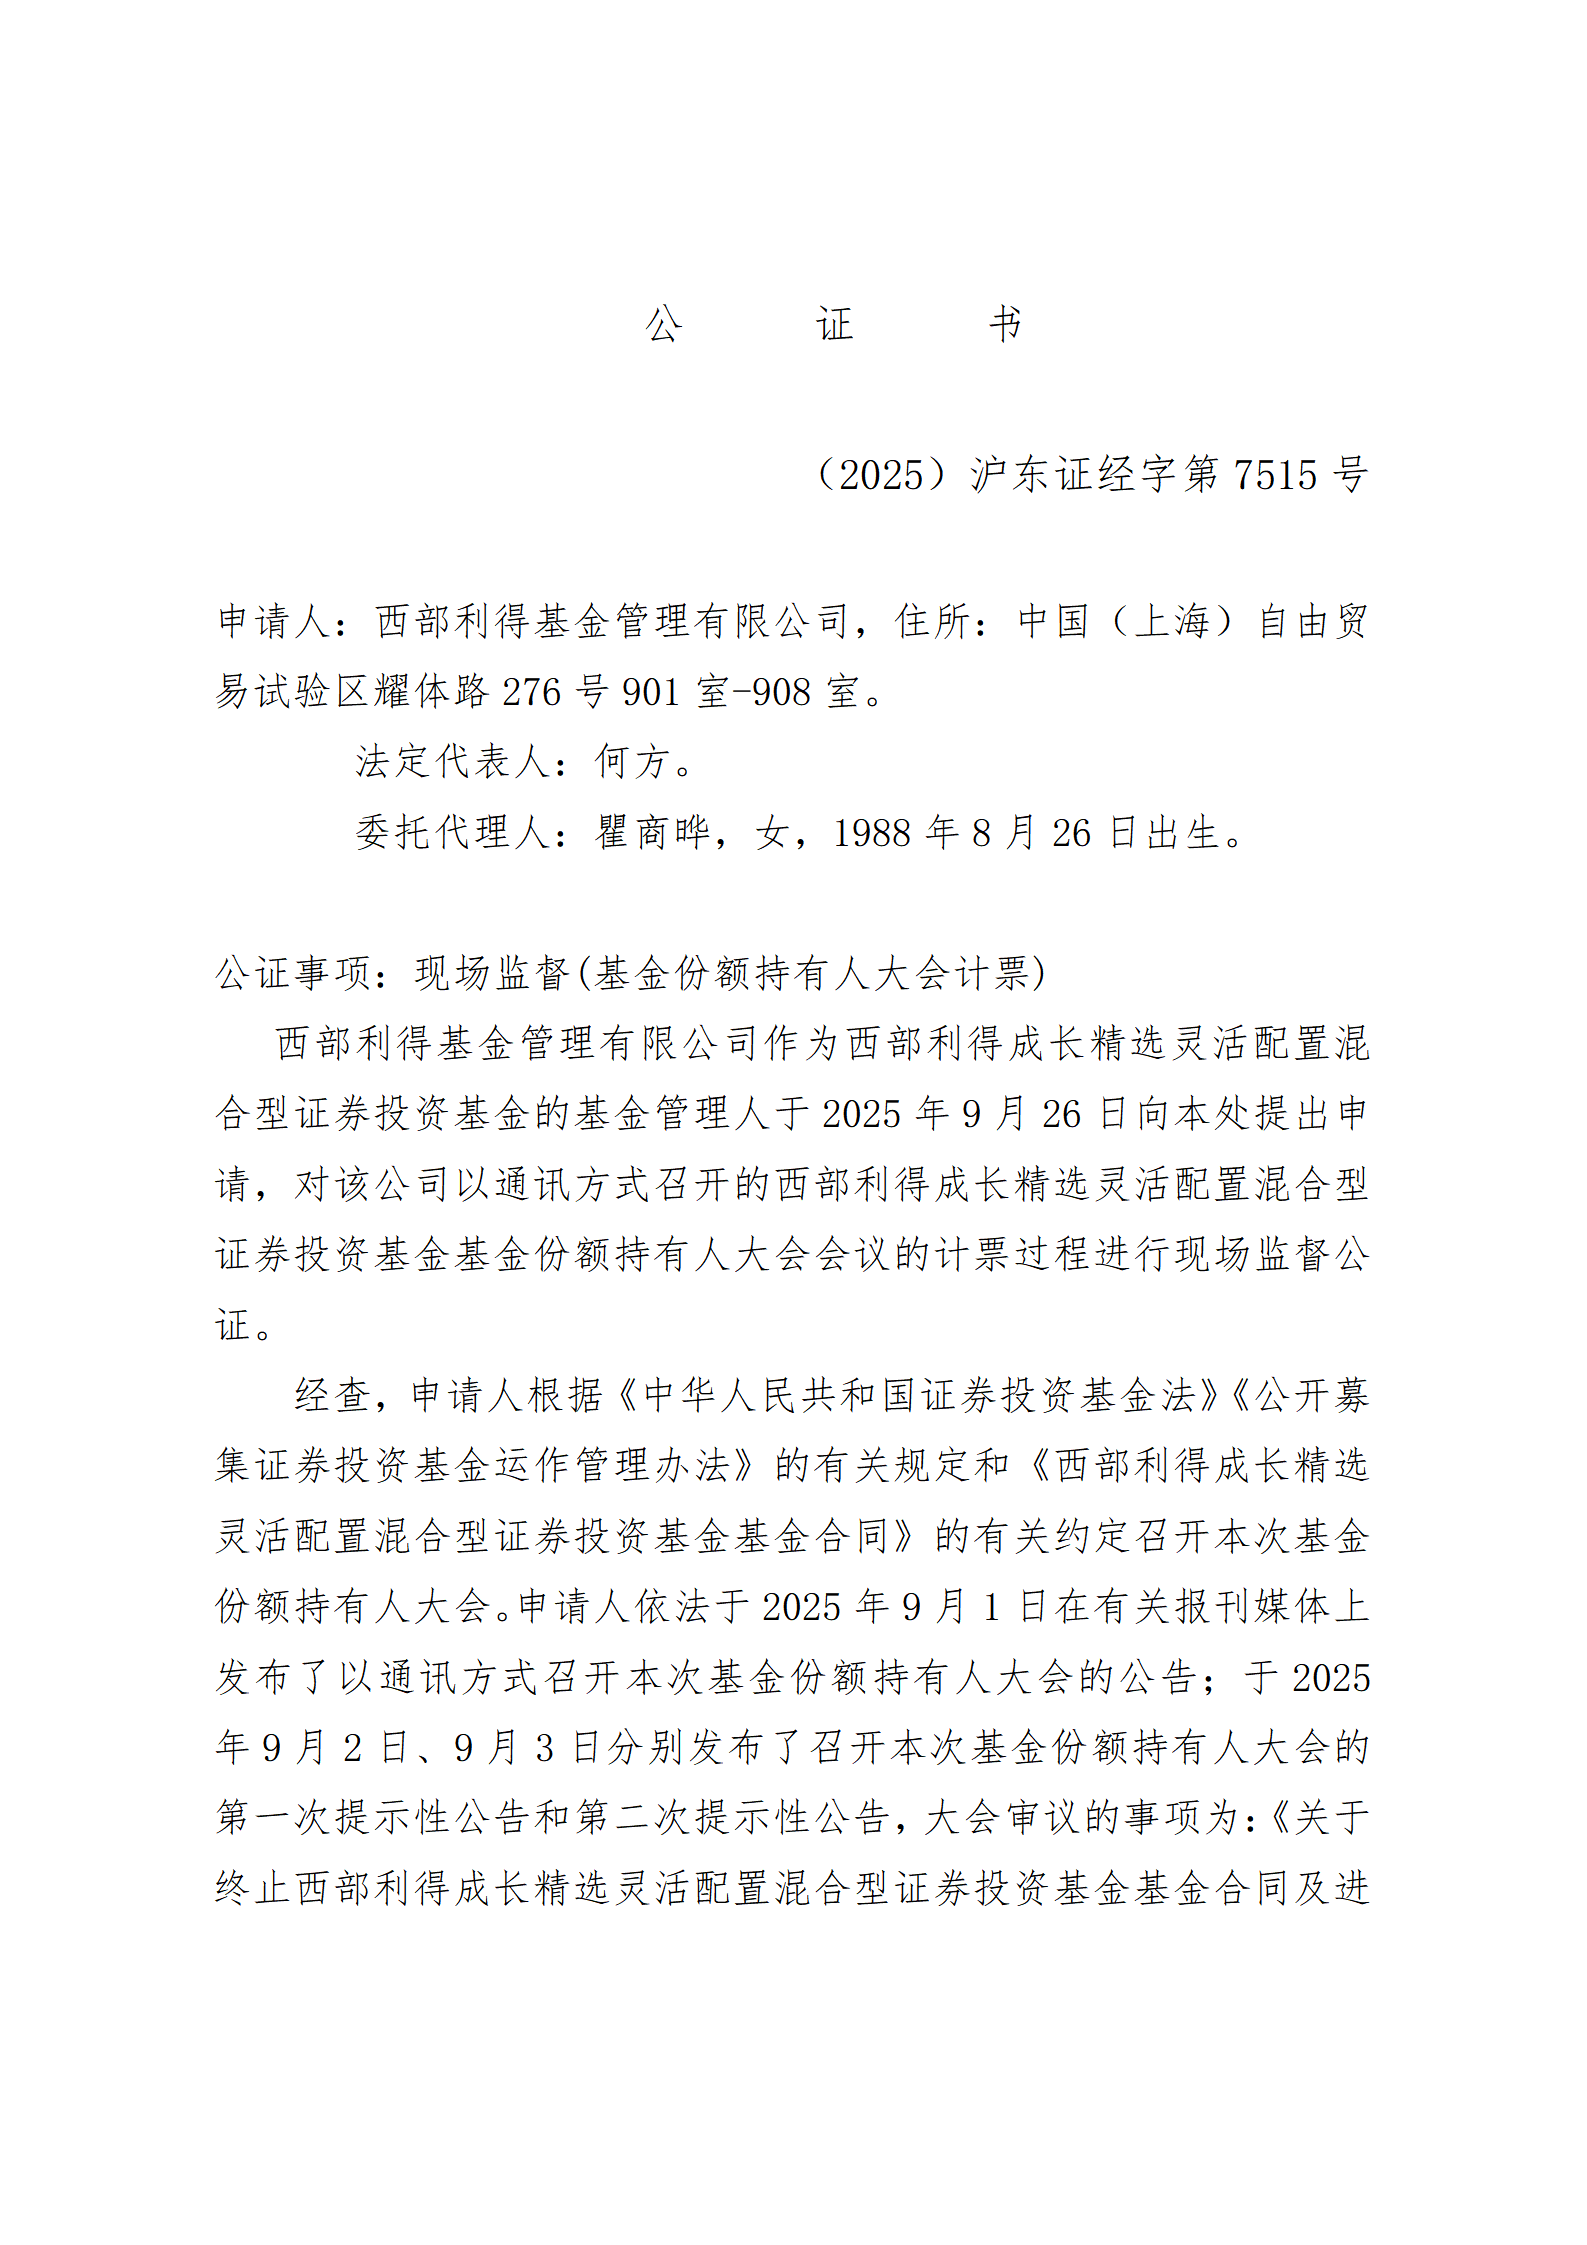 公 证 书
（2025）沪东证经字第 7515 号
申请人：西部利得基金管理有限公司，住所：中国（上海）自由贸
易试验区耀体路 276 号 901 室-908 室。
法定代表人：何方。
委托代理人：瞿商晔，女，1988 年 8 月 26 日出生。
公证事项：现场监督(基金份额持有人大会计票)
西部利得基金管理有限公司作为西部利得成长精选灵活配置混
合型证券投资基金的基金管理人于 2025 年 9 月 26 日向本处提出申
请，对该公司以通讯方式召开的西部利得成长精选灵活配置混合型
证券投资基金基金份额持有人大会会议的计票过程进行现场监督公
证。
经查，申请人根据《中华人民共和国证券投资基金法》《公开募
集证券投资基金运作管理办法》的有关规定和《西部利得成长精选
灵活配置混合型证券投资基金基金合同》的有关约定召开本次基金
份额持有人大会。申请人依法于 2025 年 9 月 1 日在有关报刊媒体上
发布了以通讯方式召开本次基金份额持有人大会的公告；于 2025
年 9 月 2 日、9 月 3 日分别发布了召开本次基金份额持有人大会的
第一次提示性公告和第二次提示性公告，大会审议的事项为：《关于
终止西部利得成长精选灵活配置混合型证券投资基金基金合同及进